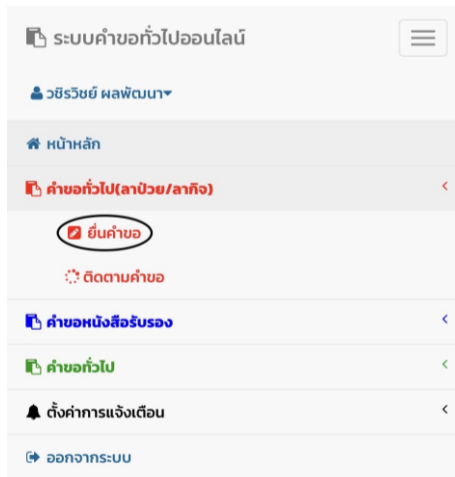 ระบบคำขอทั่วไปออนไลน์
วชิรวิชย์ ผลพัฒนา
หน้าหลัก
คำขอทั่วไป(ลาป่วย/ลากิจ)
ยื่นคำขอ
ติดตามคำขอ
คำขอหนังสือรับรอง
คำขอทั่วไป
ตั้งค่าการแจ้งเตือน
ออกจากระบบ